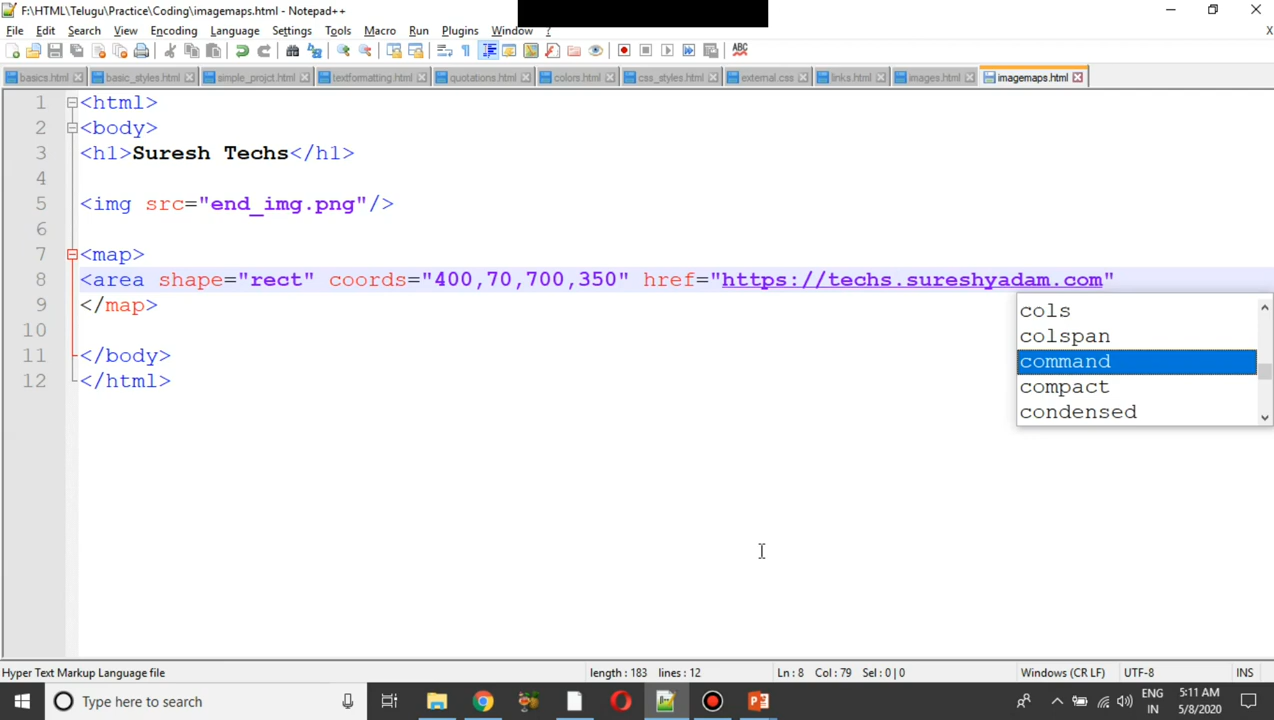 F:\HTML\Telugu\Practice\Coding\imagemaps.html - Notepad++
File Edit Search View Encoding Language Settings Tools Macro Run Plugins Window ? X
basics.html basic_styles.html simple_projct.html textformatting.html quotations.html colors.html css_styles.html external.css links.html images.html imagemaps.html
1 <html>
2 <body>
3 <h1>Suresh Techs</h1>
4
5 <img src="end_img.png"/>
6
7 <map>
8 <area shape="rect" coords="400,70,700,350" href="https://techs.sureshyadam.com"
9 </map>
10
11 </body>
12 </html>
cols
colspan
command
compact
condensed
Hyper Text Markup Language file length : 183 lines : 12 Ln : 8 Col : 79 Sel : 0 | 0 Windows (CR LF) UTF-8 INS
Type here to search ENG IN 5:11 AM 5/8/2020